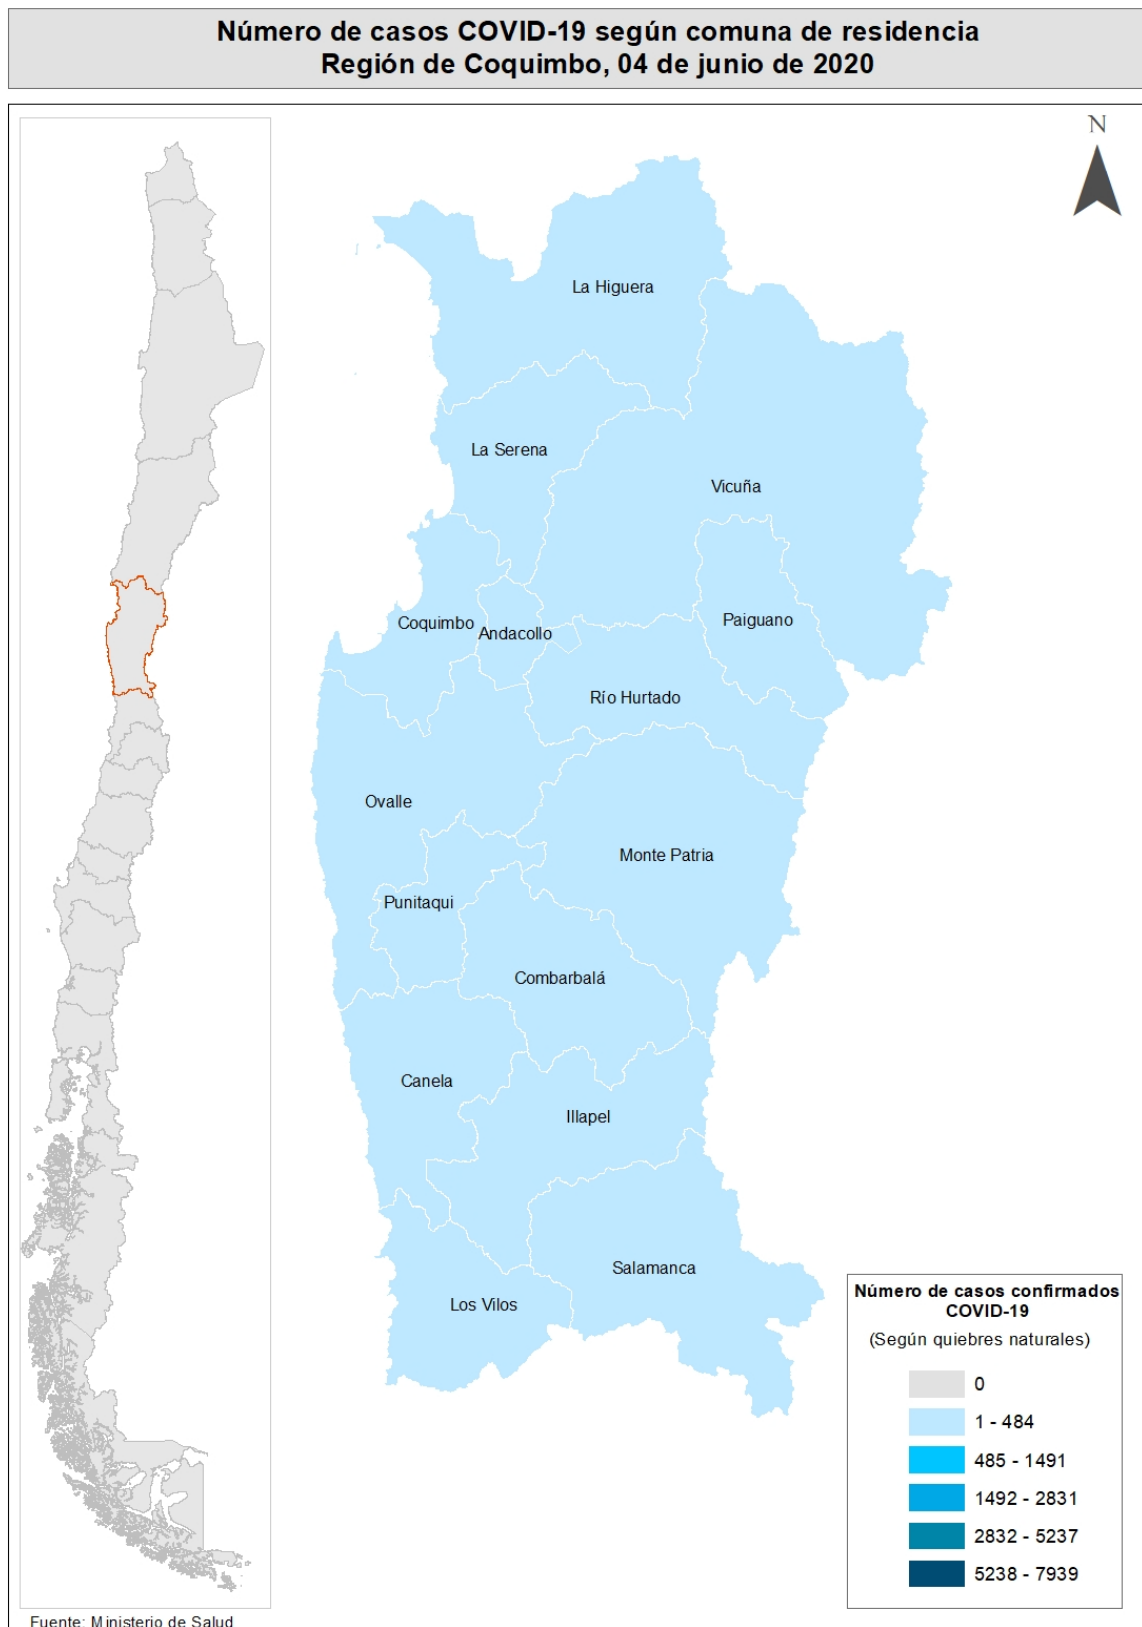 Número de casos COVID-19 según comuna de residencia
Región de Coquimbo, 04 de junio de 2020
N
La Higuera
La Serena
Vicuña
Coquimbo
Andacollo
Paiguano
Río Hurtado
Ovalle
Monte Patria
Punitaqui
Combarbalá
Canela
Illapel
Salamanca
Los Vilos
Número de casos confirmados
COVID-19
(Según quiebres naturales)
0
1 - 484
485 - 1491
1492 - 2831
2832 - 5237
5238 - 7939
Fuente: Ministerio de Salud